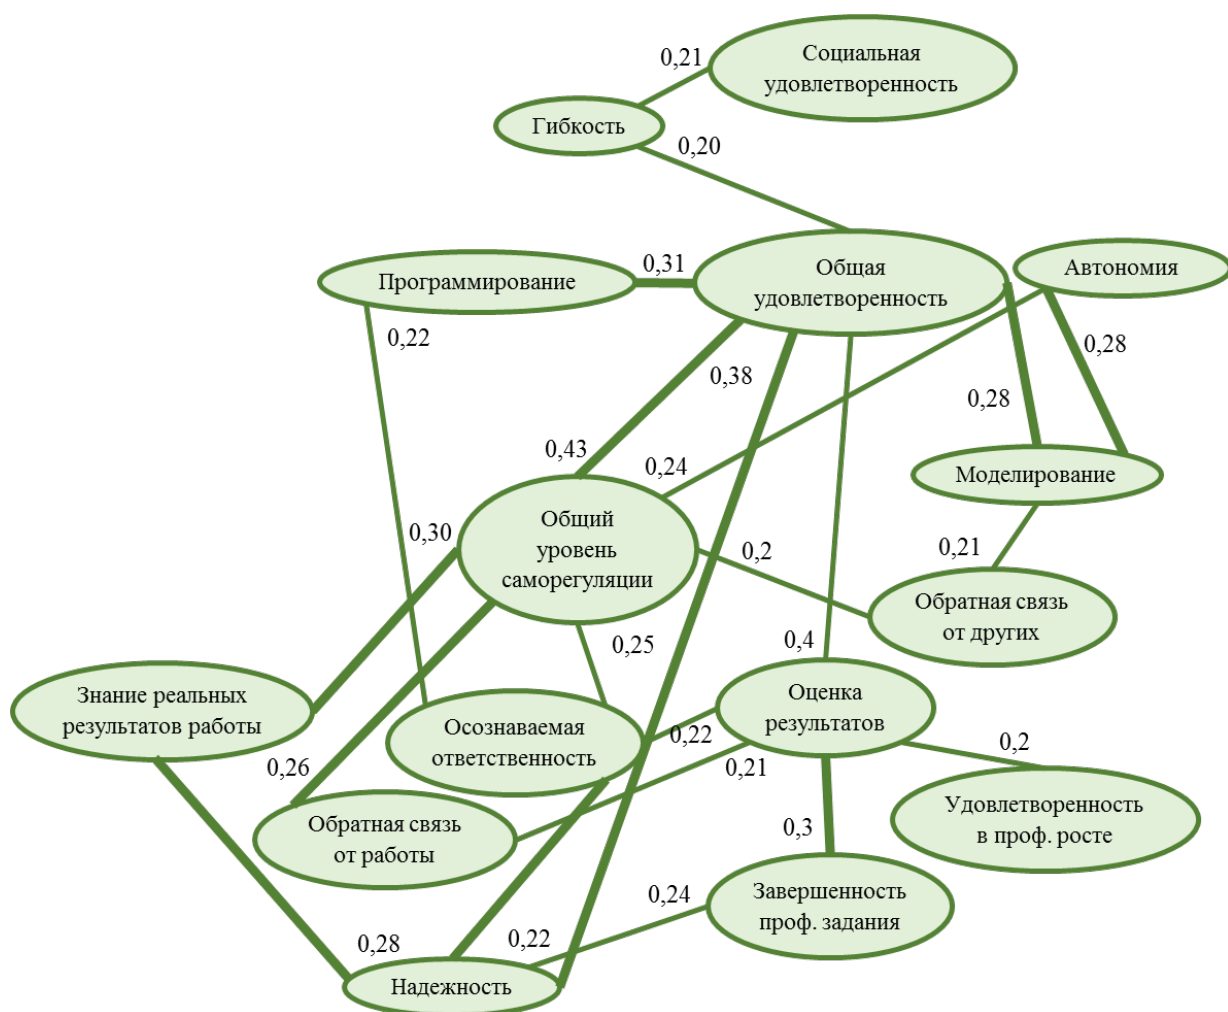 Социальная
удовлетворенность
0,21
Гибкость
0,20
Общая
удовлетворенность
Автономия
Программирование
0,31
0,22
0,38
0,28
0,28
0,43
0,24
Моделирование
Общий
уровень
саморегуляции
0,30
0,2
0,21
Обратная связь
от других
0,25
0,4
Знание реальных
результатов работы
Осознаваемая
ответственность
Оценка
результатов
0,22
0,2
0,26
0,21
Обратная связь
от работы
Удовлетворенность
в проф. росте
0,3
0,24
Завершенность
проф. задания
0,28
0,22
Надежность